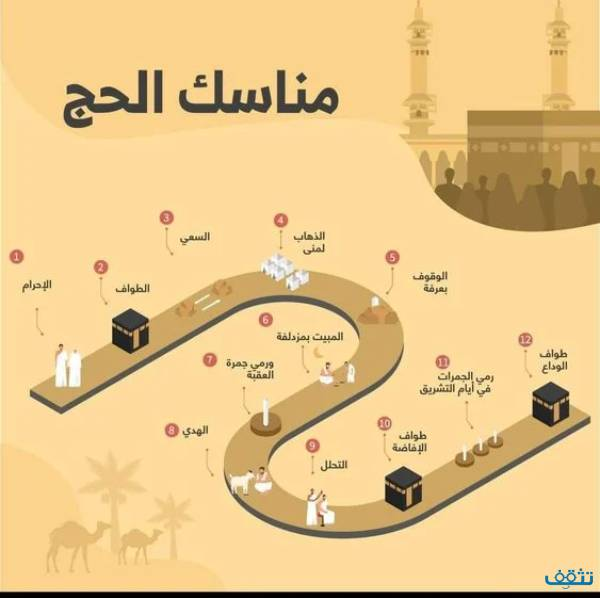 مناسك الحج
1
الإحرام
2
الطواف
3
السعي
4
الذهاب
لمنى
5
الوقوف
بعرفة
6
المبيت بمزدلفة
7
ورمي جمرة
العقبة
8
الهدي
9
التحلل
10
طواف
الإفاضة
11
رمي الجمرات
في أيام التشريق
12
طواف
الوداع
تثقف